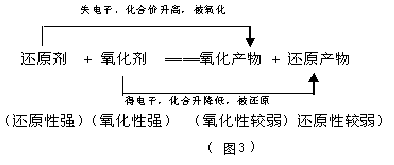 失电子，化合价升高，被氧化
还原剂 + 氧化剂 ══ 氧化产物 + 还原产物
得电子，化合升降低，被还原
（还原性强）（氧化性强） （氧化性较弱）还原性较弱）
（ 图3 ）